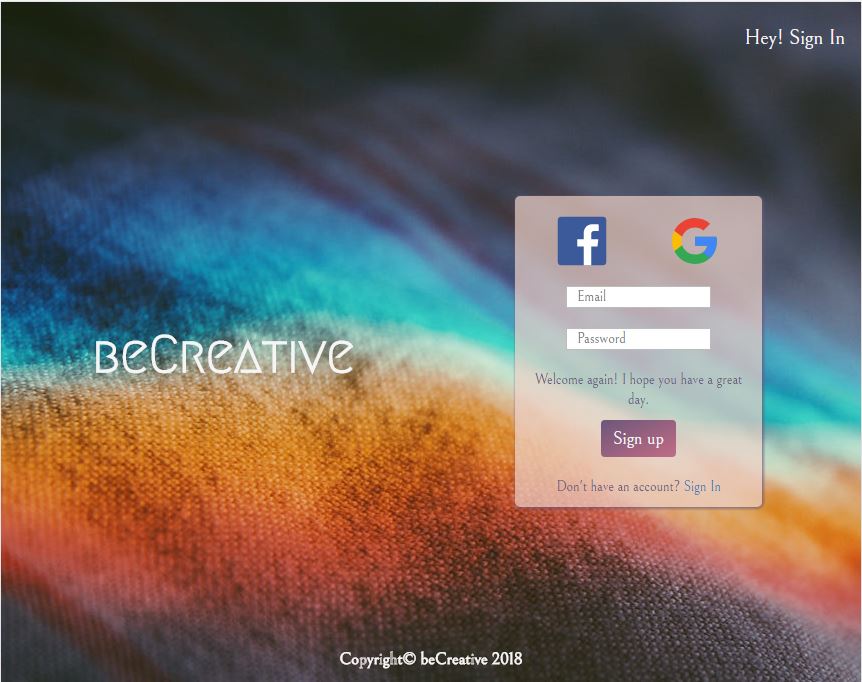 Hey! Sign In
f
G
Email
Password
beCreative
Welcome again! I hope you have a great
day.
Sign up
Don't have an account? Sign In
Copyright© beCreative 2018